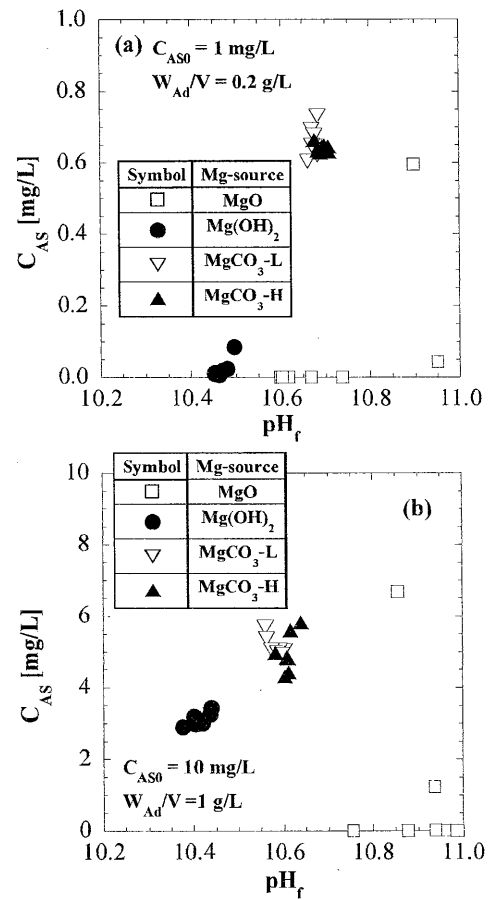 1.0
(a) C_AS0 = 1 mg/L
W_Ad/V = 0.2 g/L
0.8
0.6
0.4
0.2
0.0
C_AS [mg/L]
Symbol Mg-source
□ MgO
● Mg(OH)₂
▽ MgCO₃-L
▲ MgCO₃-H
10.2 10.4 10.6 10.8 11.0
pH_f
10
8
6
4
2
0
C_AS [mg/L]
Symbol Mg-source
□ MgO
● Mg(OH)₂
▽ MgCO₃-L
▲ MgCO₃-H
(b)
C_AS0 = 10 mg/L
W_Ad/V =1 g/L
10.2 10.4 10.6 10.8 11.0
pH_f